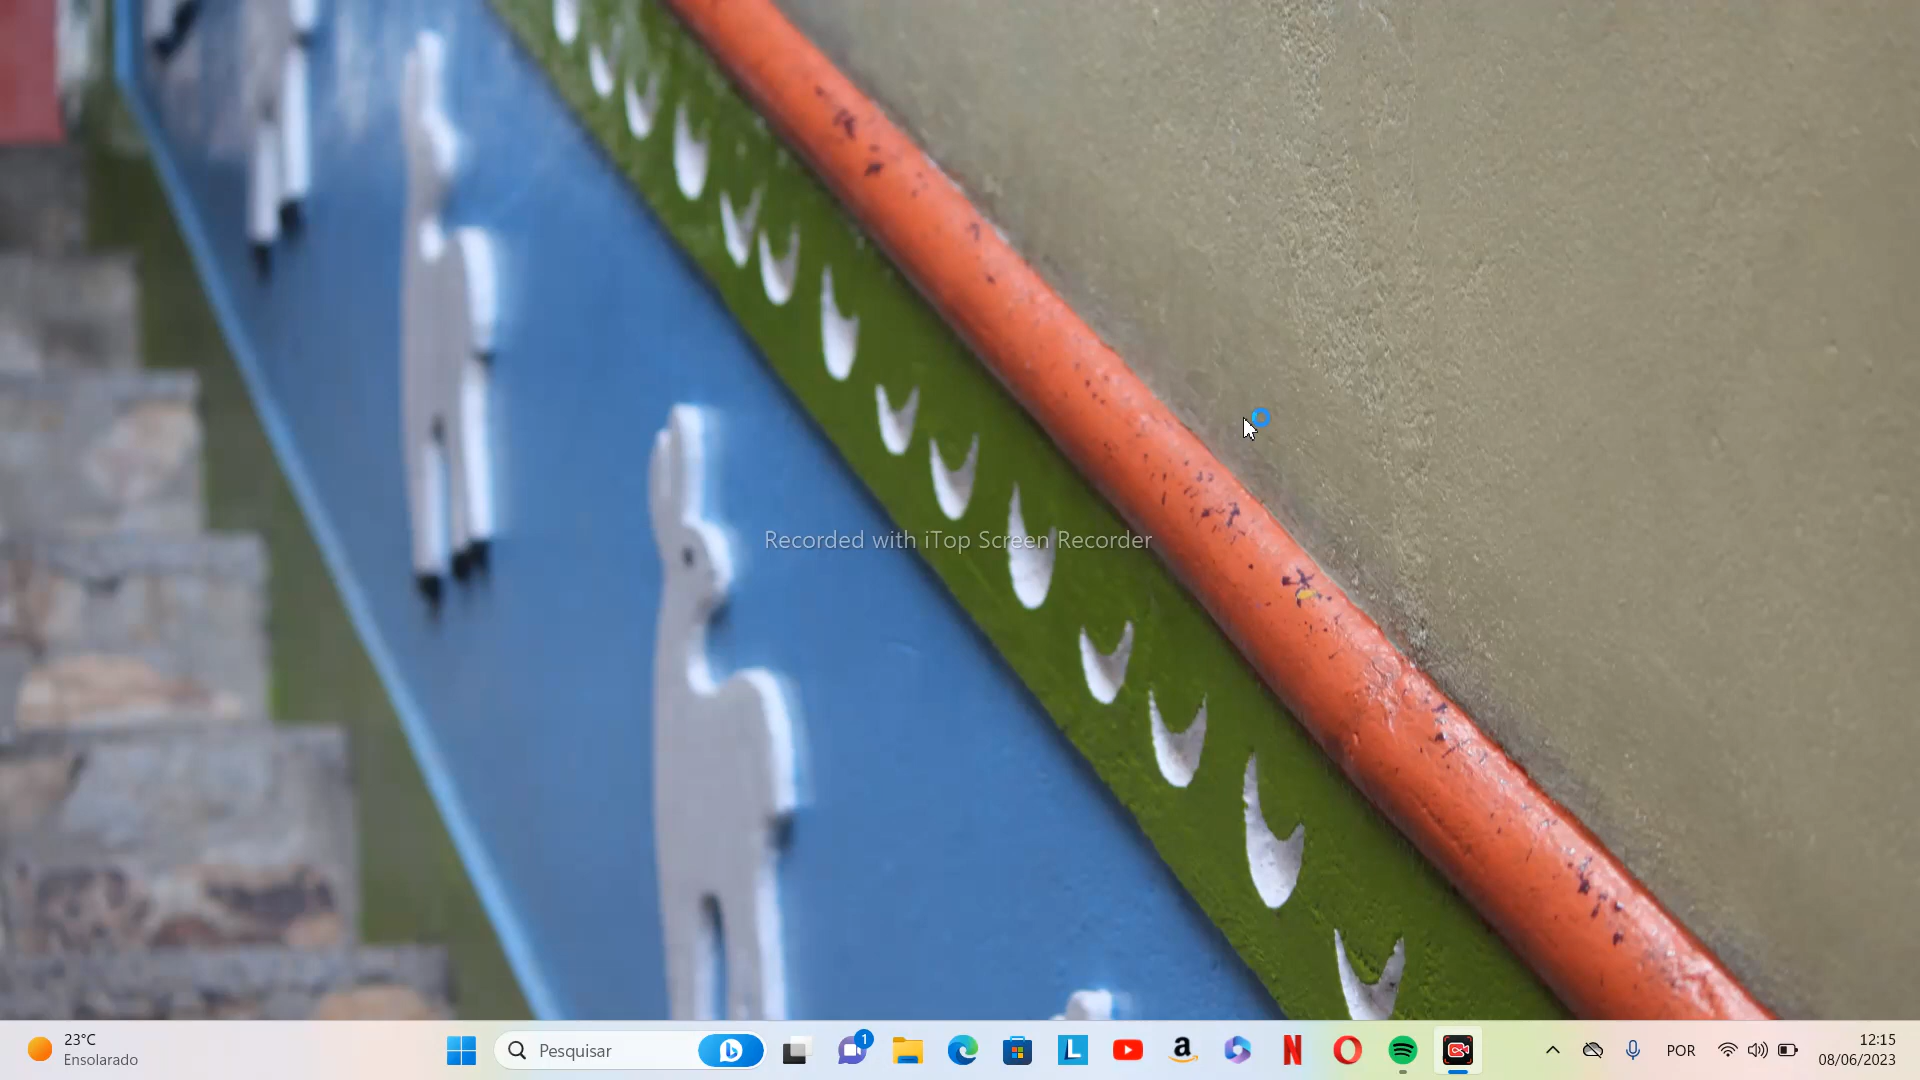 Recorded with iTop Screen Recorder
23°C
Ensolarado
Pesquisar
1
L
a
N
POR
12:15
08/06/2023